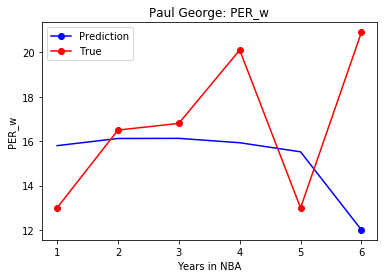 Paul George: PER_w
Prediction
True
20
18
16
14
12
PER_w
1 2 3 4 5 6
Years in NBA